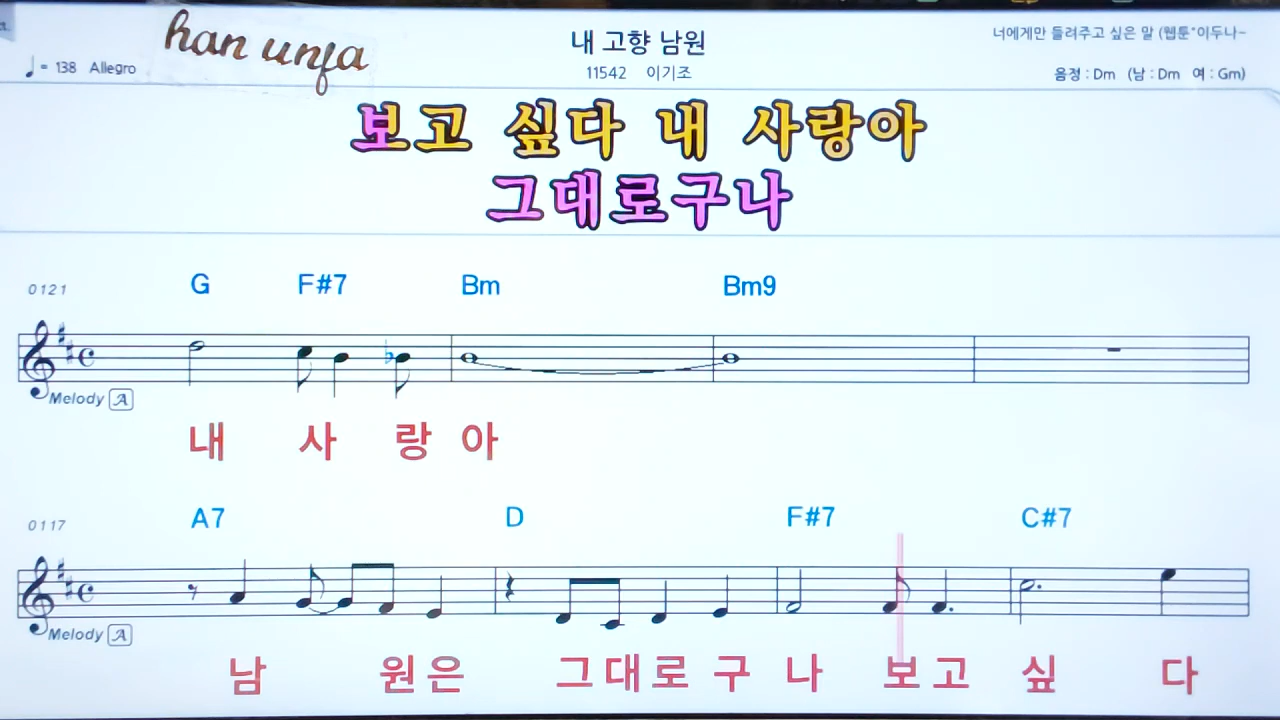 han unfa
♩= 138 Allegro
내 고향 남원
11542 이기조
너에게만 들려주고 싶은 말 (웹툰*이두나~
음정 : Dm (남 : Dm 여 : Gm)
보고 싶다 내 사랑아
그대로구나
0121
G F#7 Bm Bm9
Melody A
내 사 랑 아
0117
A7 D F#7 C#7
Melody A
남 원은 그대로 구 나 보고 싶 다